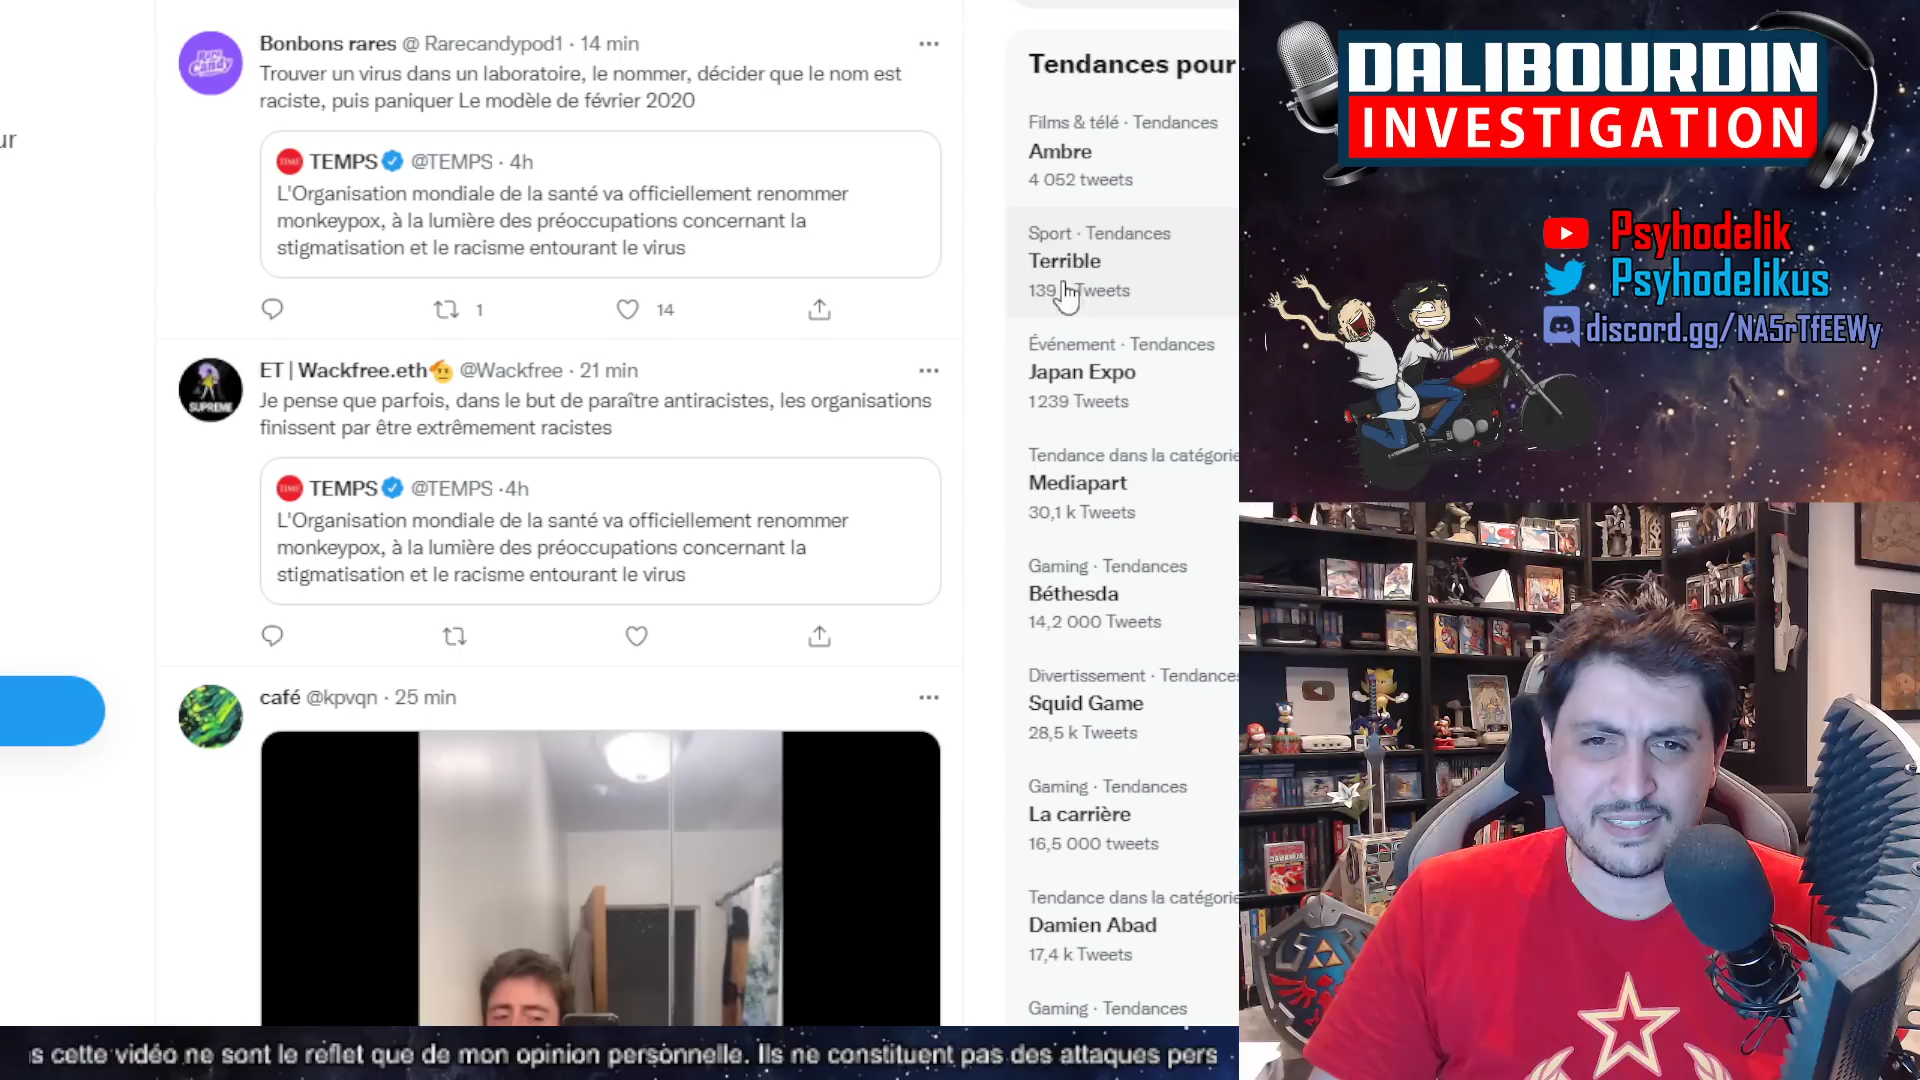 ur
Bonbons rares @ Rarecandypod1 · 14 min
Trouver un virus dans un laboratoire, le nommer, décider que le nom est
raciste, puis paniquer Le modèle de février 2020
TIME TEMPS @TEMPS · 4h
L'Organisation mondiale de la santé va officiellement renommer
monkeypox, à la lumière des préoccupations concernant la
stigmatisation et le racisme entourant le virus
1 14
ET | Wackfree.eth @Wackfree · 21 min
SUPREME
Je pense que parfois, dans le but de paraître antiracistes, les organisations
finissent par être extrêmement racistes
TIME TEMPS @TEMPS ·4h
L'Organisation mondiale de la santé va officiellement renommer
monkeypox, à la lumière des préoccupations concernant la
stigmatisation et le racisme entourant le virus
café @kpvqn · 25 min
Tendances pour
Films & télé · Tendances
Ambre
4 052 tweets
Sport · Tendances
Terrible
139 Tweets
Événement · Tendances
Japan Expo
1239 Tweets
Tendance dans la catégorie
Mediapart
30,1 k Tweets
Gaming · Tendances
Béthesda
14,2 000 Tweets
Divertissement · Tendances
Squid Game
28,5 k Tweets
Gaming · Tendances
La carrière
16,5 000 tweets
Tendance dans la catégorie
Damien Abad
17,4 k Tweets
Gaming · Tendances
DALIBOURDIN
INVESTIGATION
Psyhodelik
Psyhodelikus
discord.gg/NA5rTfEEWy
s cette vidéo ne sont le reflet que de mon opinion personnelle. Ils ne constituent pas des attaques pers